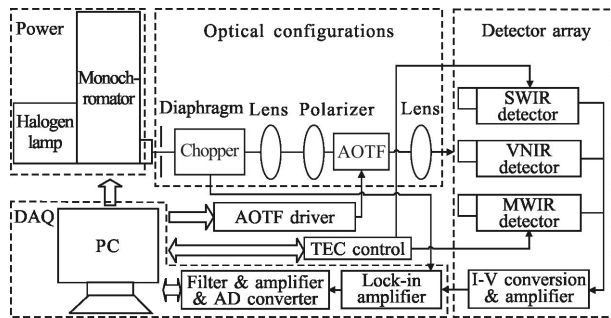 Power
Monoch-
romator
Halogen
lamp
Optical configurations
Diaphragm
Lens
Polarizer
Lens
Chopper
AOTF
Detector array
SWIR
detector
VNIR
detector
MWIR
detector
DAQ
PC
AOTF driver
TEC control
Filter & amplifier
& AD converter
Lock-in
amplifier
I-V conversion
& amplifier